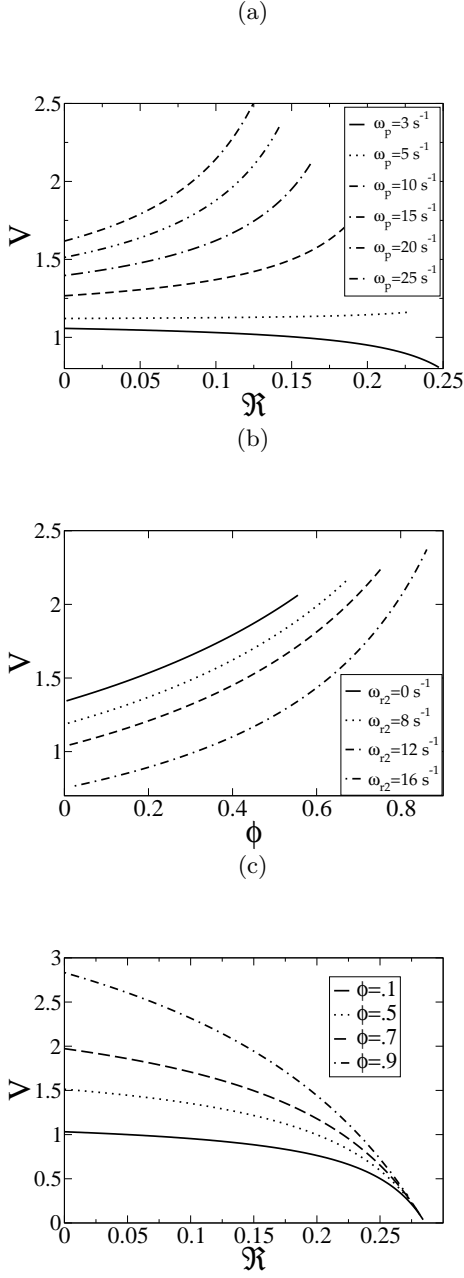 (a)
2.5
2
1.5
1
V
0 0.05 0.1 0.15 0.2 0.25
ℜ
ω_p=3 s^-1
ω_p=5 s^-1
ω_p=10 s^-1
ω_p=15 s^-1
ω_p=20 s^-1
ω_p=25 s^-1
(b)
2.5
2
1.5
1
V
0 0.2 0.4 0.6 0.8
ϕ
ω_r2=0 s^-1
ω_r2=8 s^-1
ω_r2=12 s^-1
ω_r2=16 s^-1
(c)
3
2.5
2
1.5
1
0.5
0
V
0 0.05 0.1 0.15 0.2 0.25
ℜ
ϕ=.1
ϕ=.5
ϕ=.7
ϕ=.9